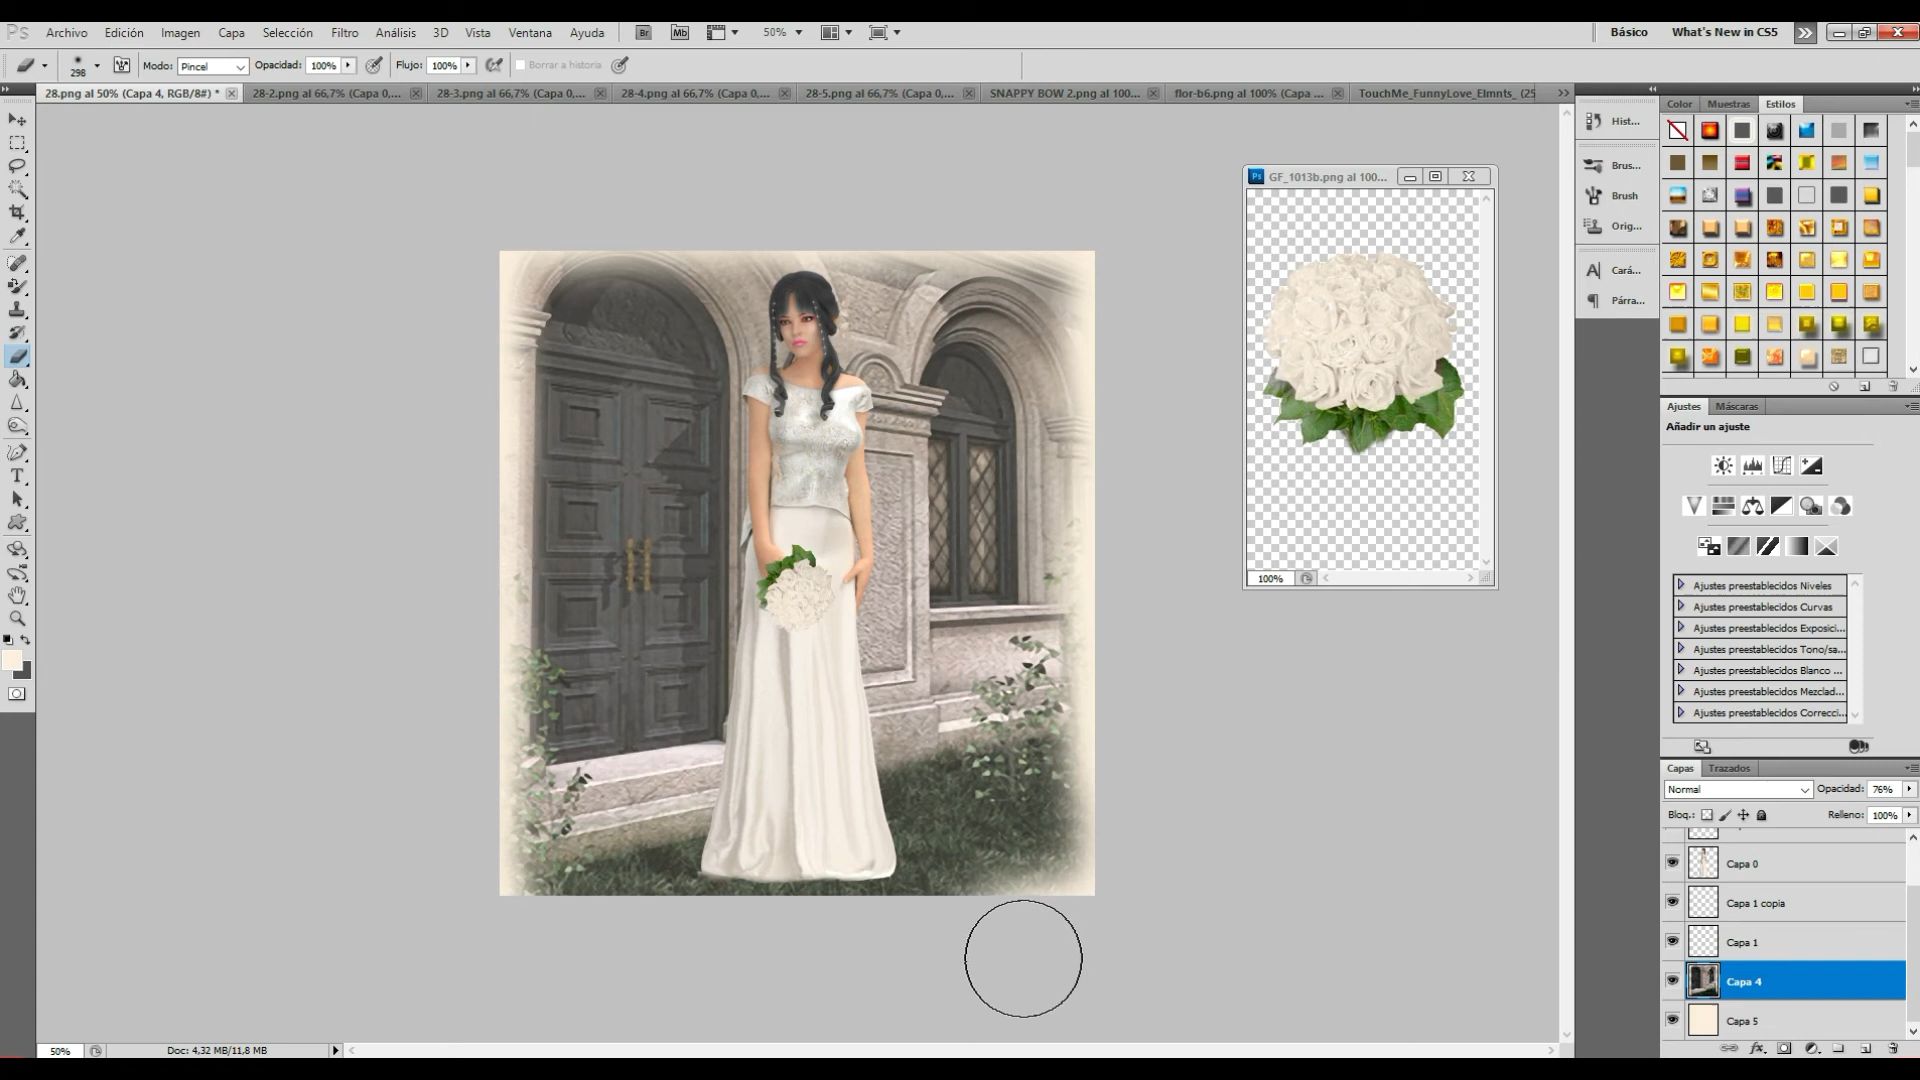 Ps Archivo Edición Imagen Capa Selección Filtro Análisis 3D Vista Ventana Ayuda Br Mb 50% Básico What's New in CS5
298 Modo: Pincel Opacidad: 100% Flujo: 100% Borrar a historia
28.png al 50% (Capa 4, RGB/8#) * 28-2.png al 66,7% (Capa 0,... 28-3.png al 66,7% (Capa 0,... 28-4.png al 66,7% (Capa 0,... 28-5.png al 66,7% (Capa 0,... SNAPPY BOW 2.png al 100... flor-b6.png al 100% (Capa ... TouchMe_FunnyLove_Elmnts_ (25
Ps GF_1013b.png al 100...
100%
Hist...
Brus...
Brush
Orig...
Cará...
Párra...
Color Muestras Estilos
Ajustes Máscaras
Añadir un ajuste
Ajustes preestablecidos Niveles
Ajustes preestablecidos Curvas
Ajustes preestablecidos Exposici...
Ajustes preestablecidos Tono/sa...
Ajustes preestablecidos Blanco ...
Ajustes preestablecidos Mezclad...
Ajustes preestablecidos Correcci...
Capas Trazados
Normal Opacidad: 76%
Bloq.: Relleno: 100%
Capa 0
Capa 1 copia
Capa 1
Capa 4
Capa 5
50% Doc: 4,32 MB/11,8 MB